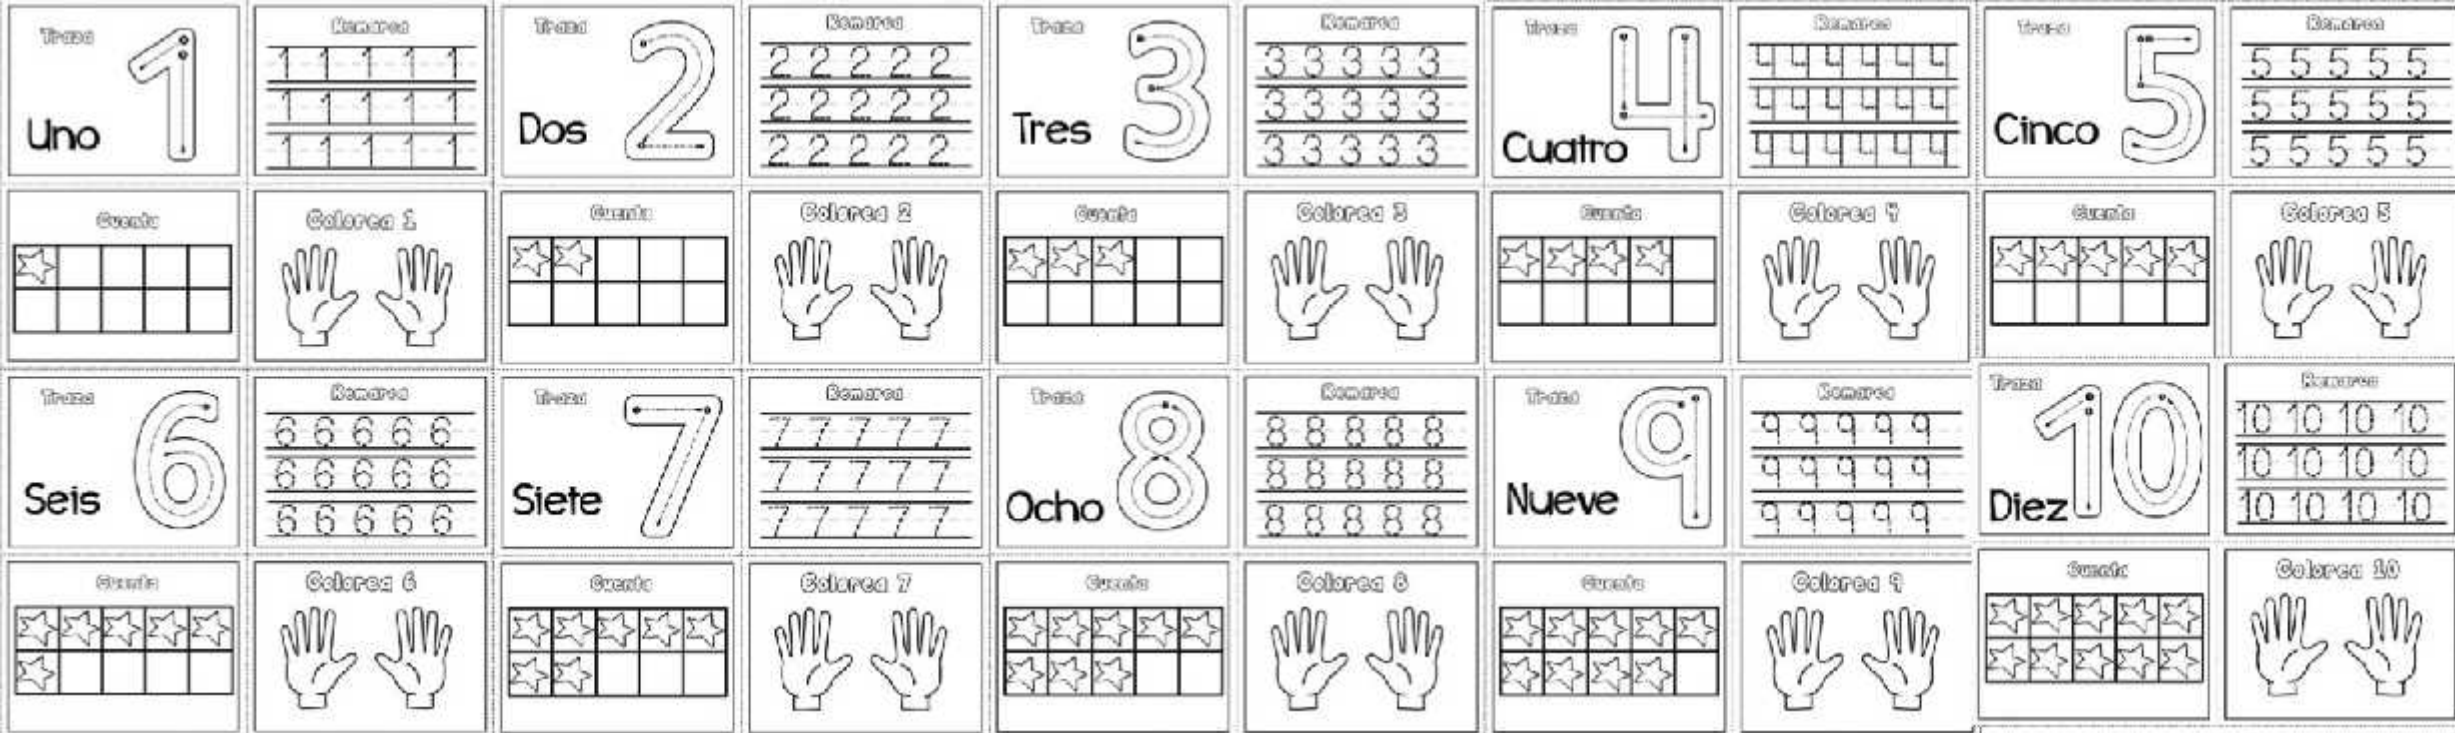 Traza
1
Uno
Remarca
1 1 1 1 1
1 1 1 1 1
1 1 1 1 1
Cuenta
Colorea 1
Traza
2
Dos
Remarca
2 2 2 2 2
2 2 2 2 2
2 2 2 2 2
Cuenta
Colorea 2
Traza
3
Tres
Remarca
3 3 3 3 3
3 3 3 3 3
3 3 3 3 3
Cuenta
Colorea 3
Traza
4
Cuatro
Remarca
4 4 4 4 4 4
4 4 4 4 4 4
4 4 4 4 4 4
Cuenta
Colorea 4
Traza
5
Cinco
Remarca
5 5 5 5 5
5 5 5 5 5
5 5 5 5 5
Cuenta
Colorea 5
Traza
6
Seis
Remarca
6 6 6 6 6
6 6 6 6 6
6 6 6 6 6
Cuenta
Colorea 6
Traza
7
Siete
Remarca
7 7 7 7 7
7 7 7 7 7
7 7 7 7 7
Cuenta
Colorea 7
Traza
8
Ocho
Remarca
8 8 8 8 8
8 8 8 8 8
8 8 8 8 8
Cuenta
Colorea 8
Traza
9
Nueve
Remarca
9 9 9 9 9
9 9 9 9 9
9 9 9 9 9
Cuenta
Colorea 9
Traza
10
Diez
Remarca
10 10 10 10
10 10 10 10
10 10 10 10
Cuenta
Colorea 10